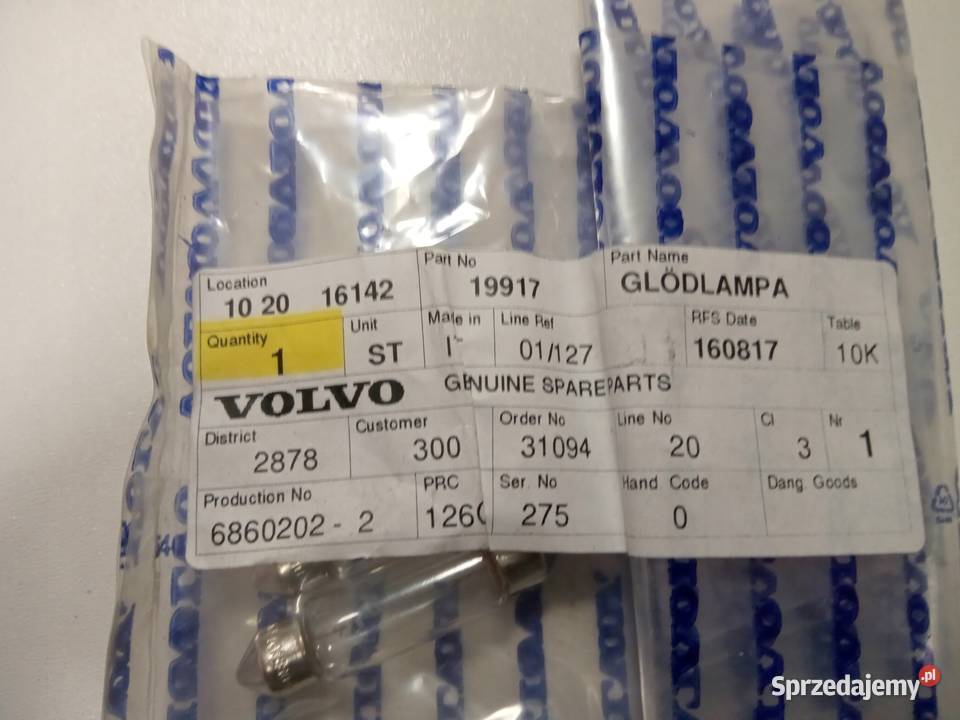 Location Part No Part Name
10 20 16142 19917 GLÖDLAMPA
Quantity Unit Made in Line Ref RFS Date Table
1 ST 01/127 160817 10K
VOLVO GENUINE SPARE PARTS
District Customer Order No Line No Cl Nr
2878 300 31094 20 3 1
Production No PRC Ser. No Hand Code Dang Goods
6860202 - 2 126 275 0
VOLVO
Sprzedajemy.pl